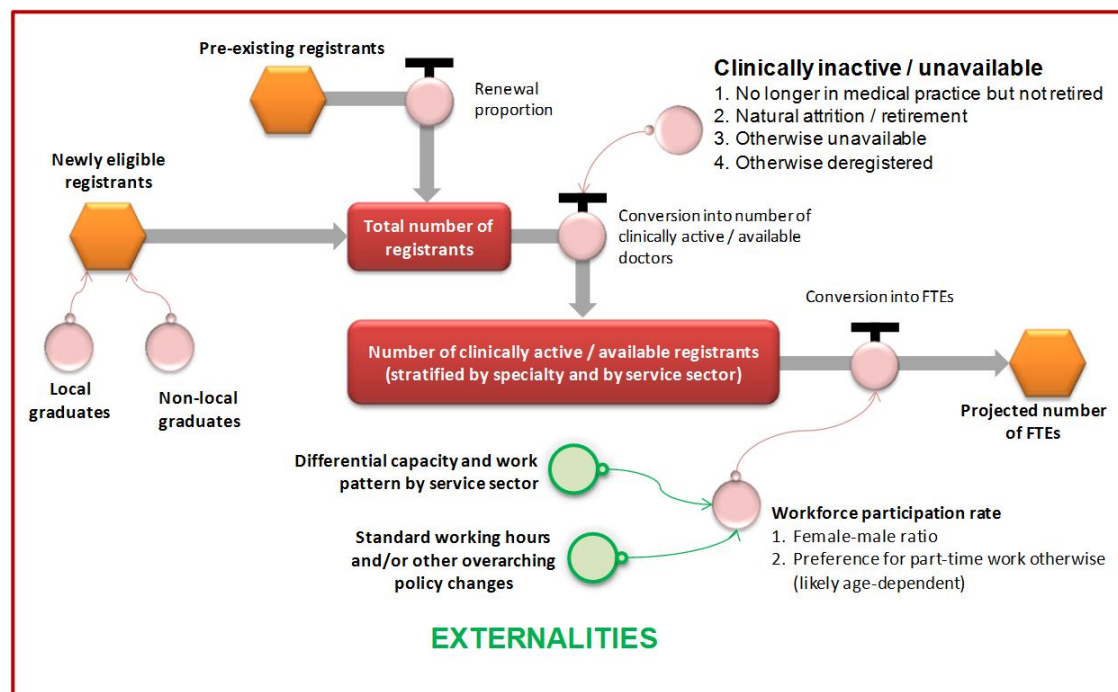 Pre-existing registrants
Renewal
proportion
Clinically inactive / unavailable
1. No longer in medical practice but not retired
2. Natural attrition / retirement
3. Otherwise unavailable
4. Otherwise deregistered
Newly eligible
registrants
Total number of
registrants
Conversion into number of
clinically active / available
doctors
Local
graduates
Non-local
graduates
Conversion into FTEs
Number of clinically active / available registrants
(stratified by specialty and by service sector)
Projected number
of FTEs
Differential capacity and work
pattern by service sector
Standard working hours
and/or other overarching
policy changes
Workforce participation rate
1. Female-male ratio
2. Preference for part-time work otherwise
(likely age-dependent)
EXTERNALITIES